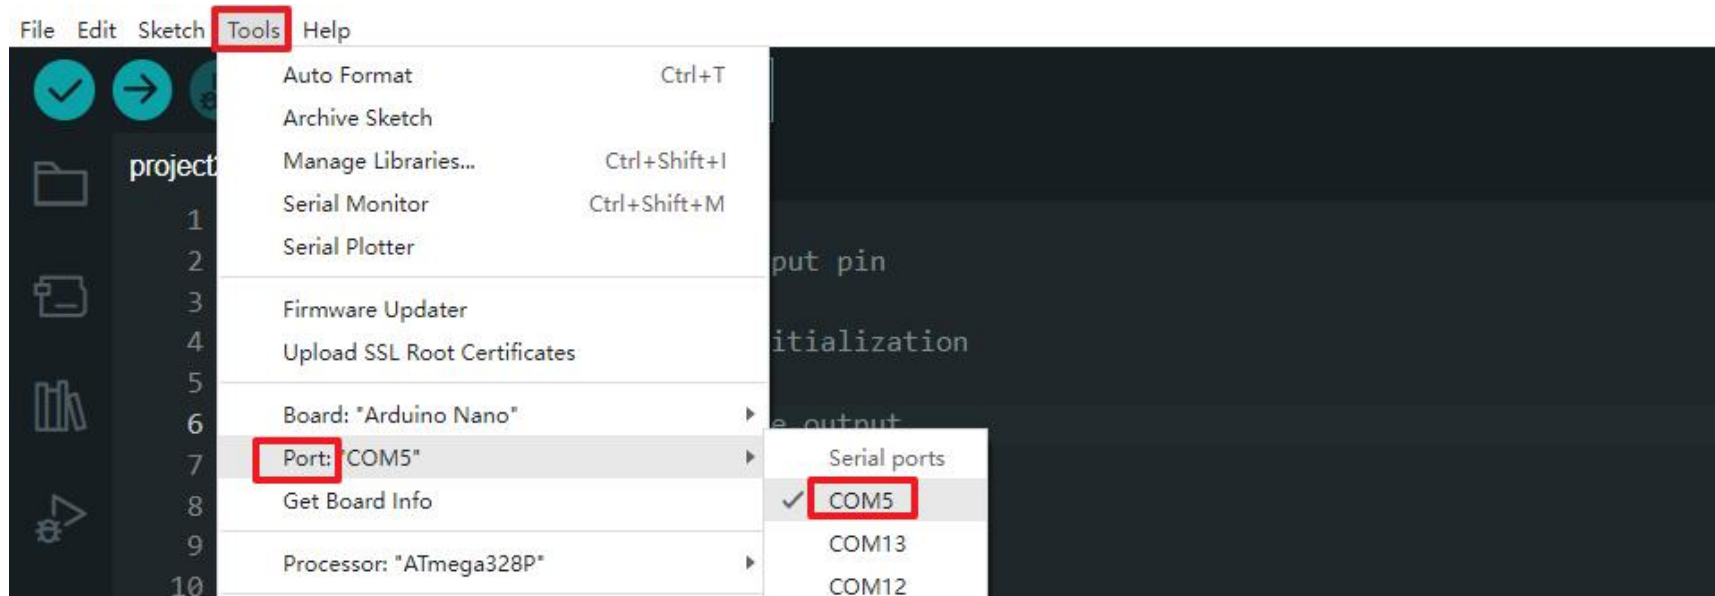 File Edit Sketch Tools Help
Auto Format Ctrl+T
Archive Sketch
project
Manage Libraries... Ctrl+Shift+I
1
Serial Monitor Ctrl+Shift+M
2
Serial Plotter
put pin
3
Firmware Updater
4
Upload SSL Root Certificates
itialization
5
6
Board: "Arduino Nano"
e output
7
Port: "COM5"
Serial ports
8
Get Board Info
COM5
9
COM13
Processor: "ATmega328P"
10
COM12